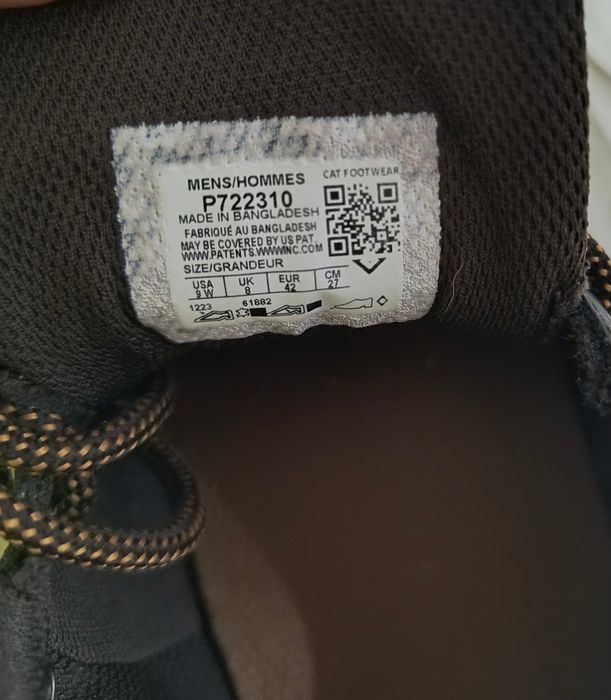 CAT FOOTWEAR
MENS/HOMMES
P722310
MADE IN BANGLADESH
FABRIQUÉ AU BANGLADESH
MAY BE COVERED BY US PAT
WWW.PATENTS.WWWINC.COM
SIZE/GRANDEUR
USA UK EUR CM
9 W 8 42 27
1223 61882